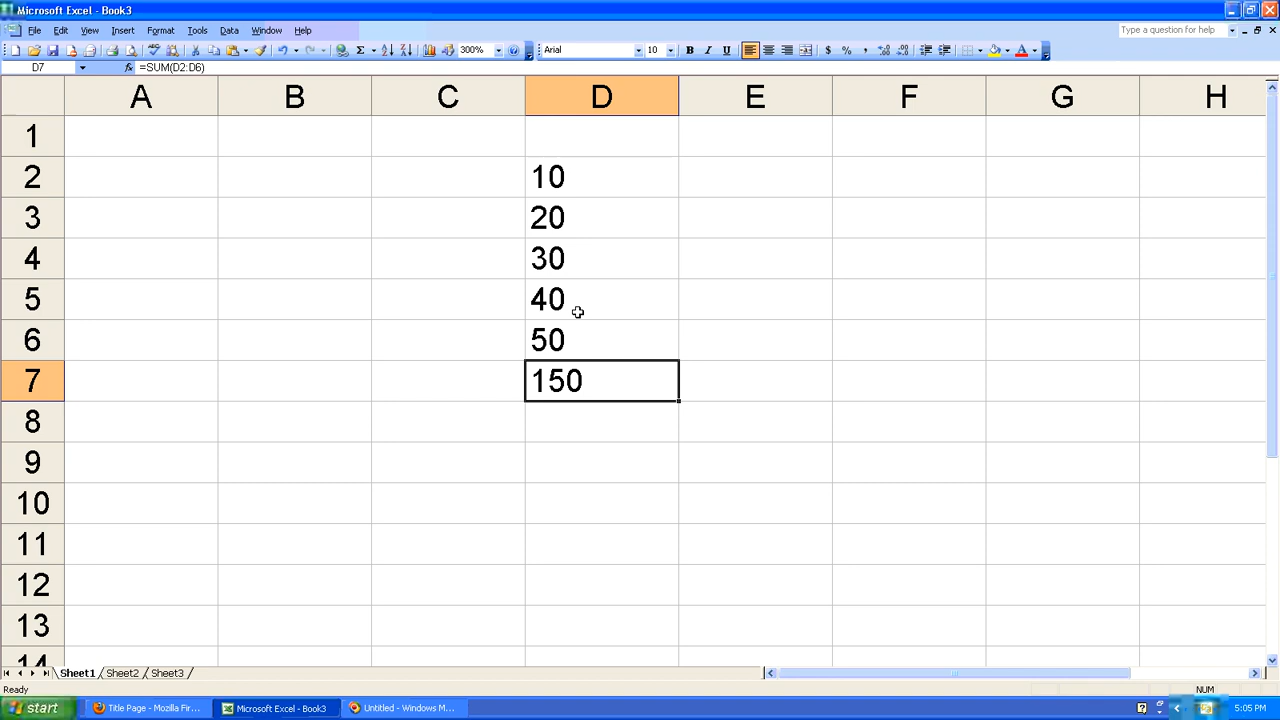 Microsoft Excel - Book3
File Edit View Insert Format Tools Data Window Help
Type a question for help
300%
Arial
10
B I U
$ % ,
D7
fx
=SUM(D2:D6)
A B C D E F G H
1
2 10
3 20
4 30
5 40
6 50
7 150
8
9
10
11
12
13
14
Sheet1 Sheet2 Sheet3
Ready
NUM
start
Title Page - Mozilla Fir...
Microsoft Excel - Book3
Untitled - Windows M...
5:05 PM